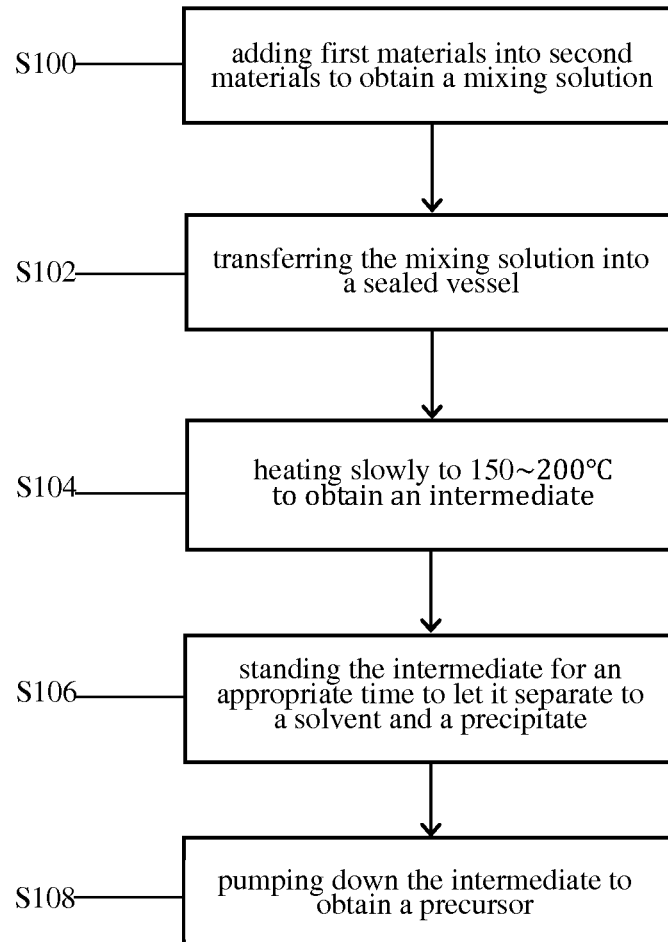 S100
adding first materials into second
materials to obtain a mixing solution
S102
transferring the mixing solution into
a sealed vessel
S104
heating slowly to 150~200℃
to obtain an intermediate
S106
standing the intermediate for an
appropriate time to let it separate to
a solvent and a precipitate
S108
pumping down the intermediate to
obtain a precursor